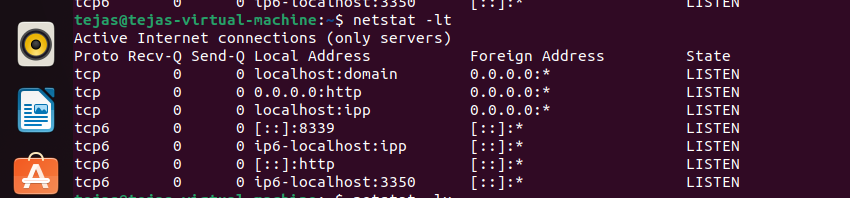 tcp6 0 0 ip6-localhost:3350 [::]:* LISTEN
tejas@tejas-virtual-machine:~$ netstat -lt
Active Internet connections (only servers)
Proto Recv-Q Send-Q Local Address Foreign Address State
tcp 0 0 localhost:domain 0.0.0.0:* LISTEN
tcp 0 0 0.0.0.0:http 0.0.0.0:* LISTEN
tcp 0 0 localhost:ipp 0.0.0.0:* LISTEN
tcp6 0 0 [::]:8339 [::]:* LISTEN
tcp6 0 0 ip6-localhost:ipp [::]:* LISTEN
tcp6 0 0 [::]:http [::]:* LISTEN
tcp6 0 0 ip6-localhost:3350 [::]:* LISTEN
tejas@tejas-virtual-machine:~$ netstat